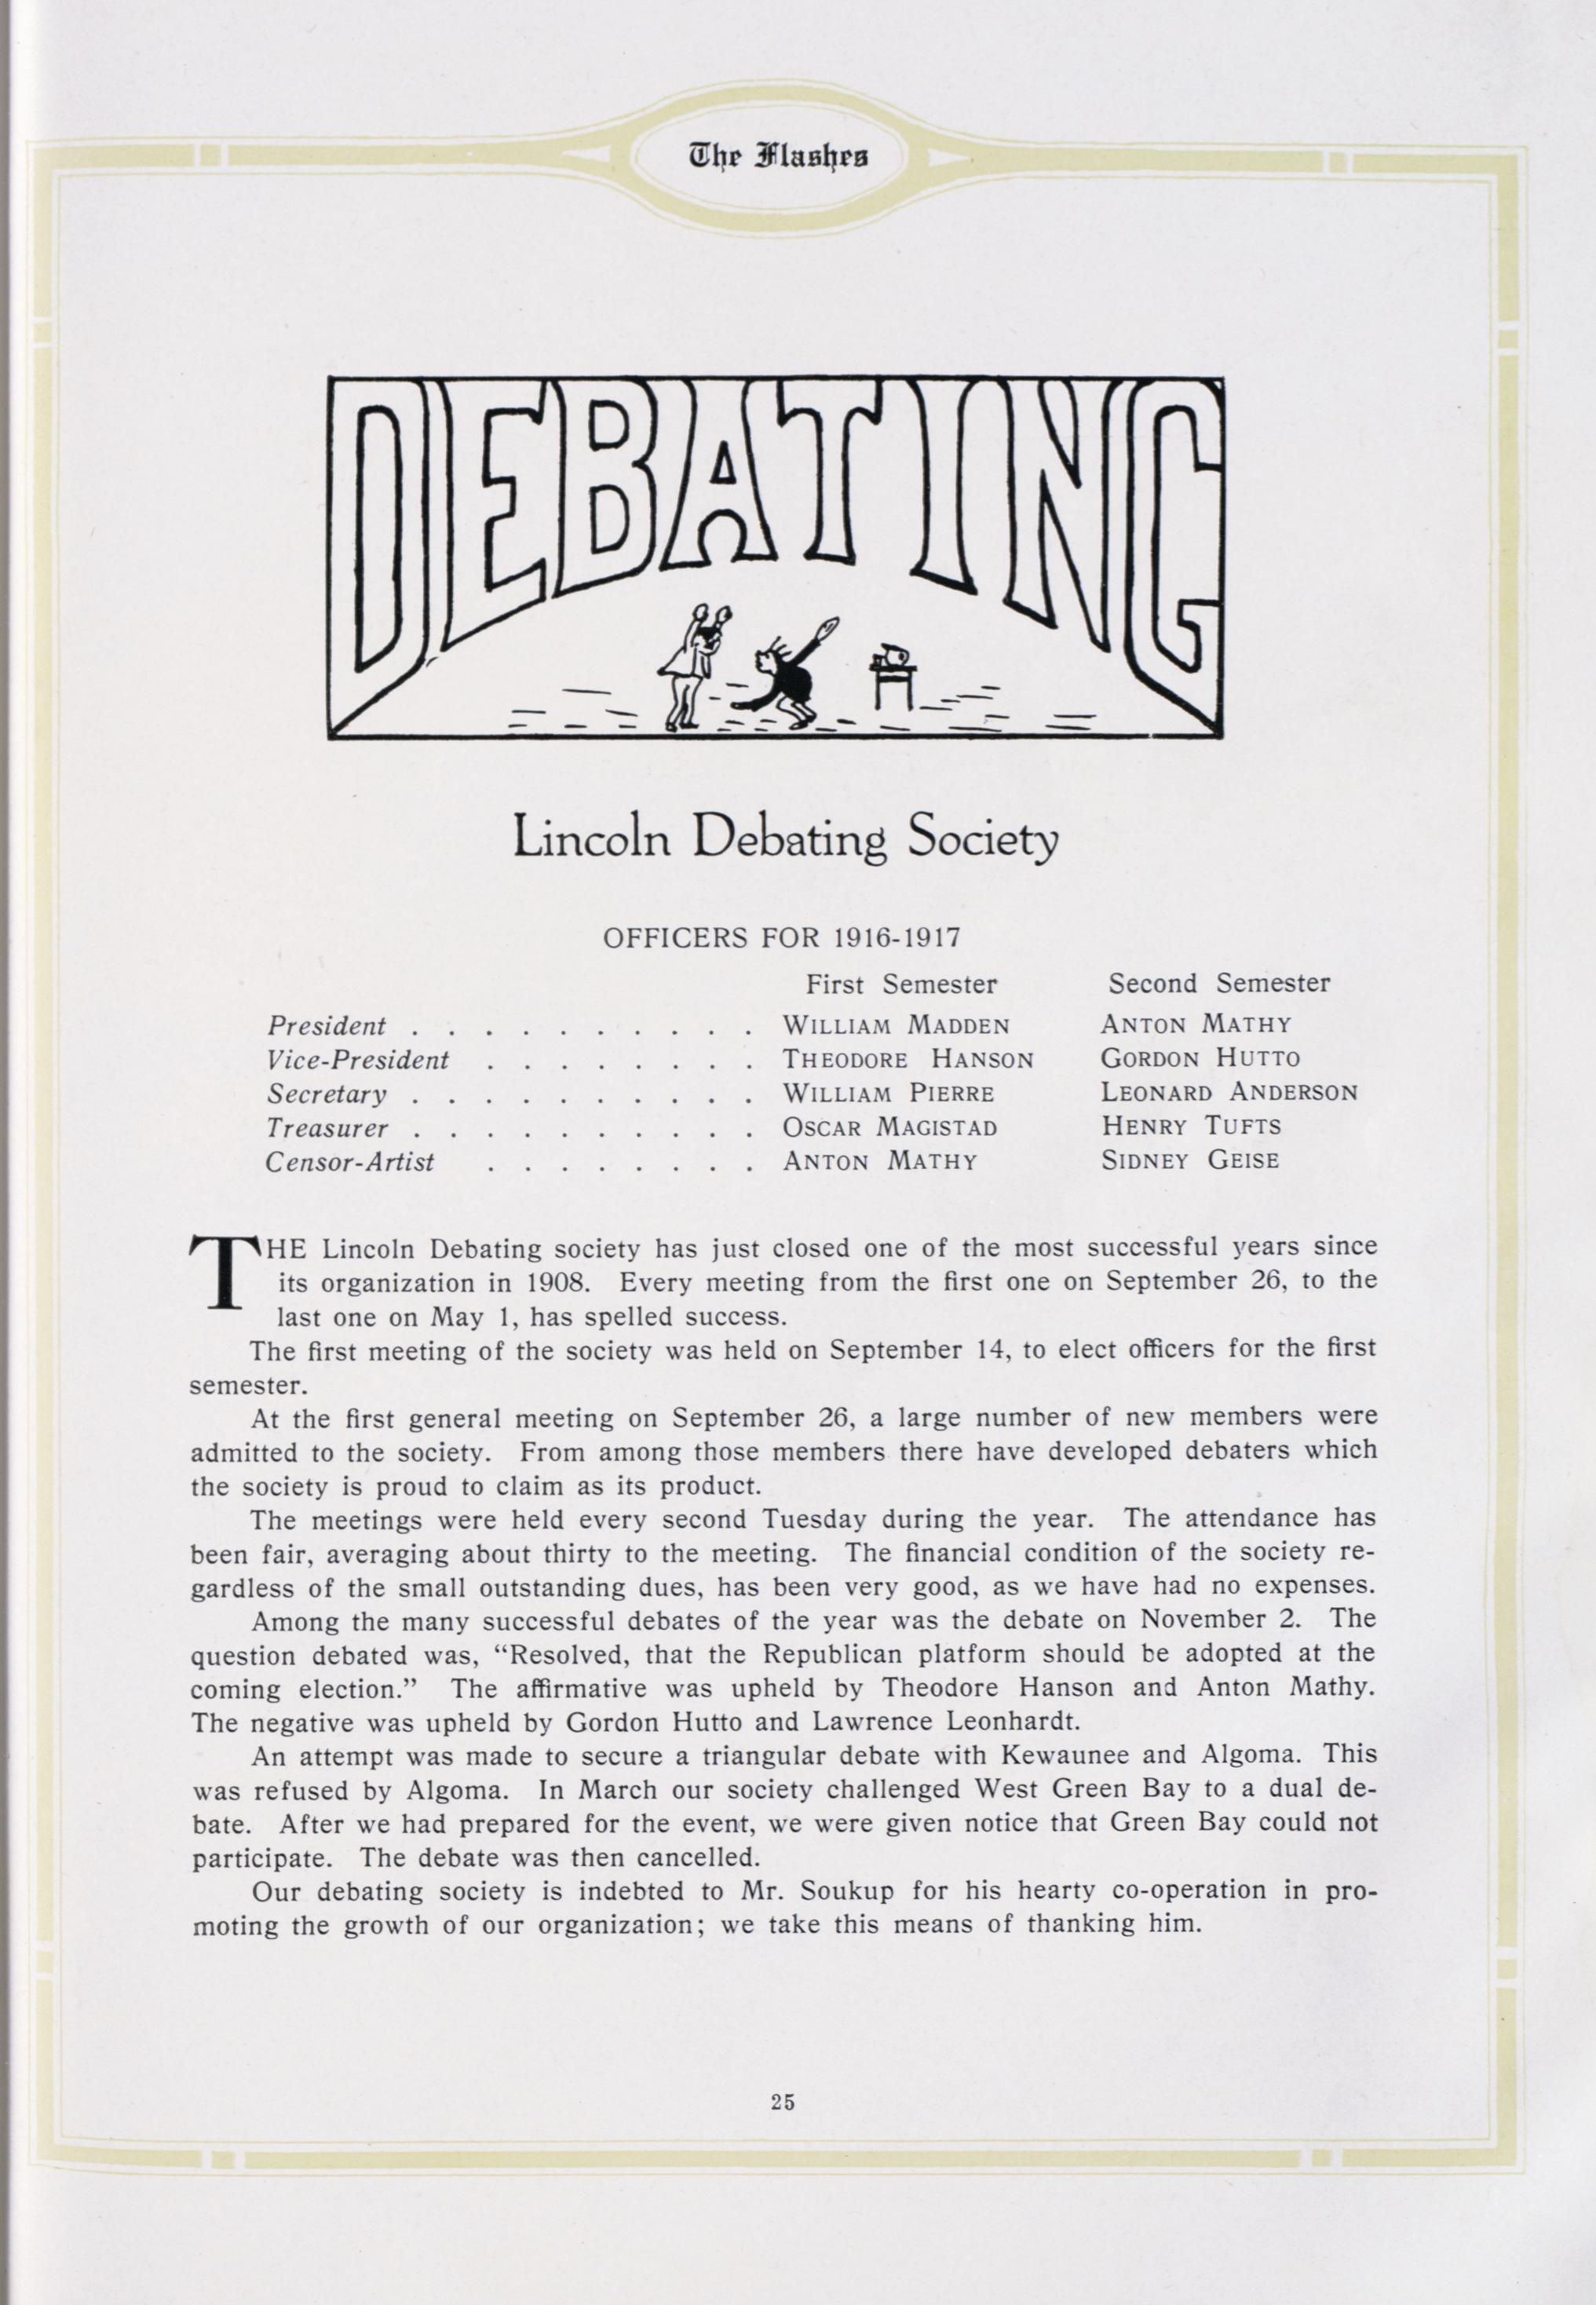 The Flashes
DEBATING
Lincoln Debating Society
OFFICERS FOR 1916-1917
First Semester Second Semester
President . . . . . . . . . . WILLIAM MADDEN ANTON MATHY
Vice-President . . . . . . . . THEODORE HANSON GORDON HUTTO
Secretary . . . . . . . . . . WILLIAM PIERRE LEONARD ANDERSON
Treasurer . . . . . . . . . . OSCAR MAGISTAD HENRY TUFTS
Censor-Artist . . . . . . . . ANTON MATHY SIDNEY GEISE
THE Lincoln Debating society has just closed one of the most successful years since
its organization in 1908. Every meeting from the first one on September 26, to the
last one on May 1, has spelled success.
The first meeting of the society was held on September 14, to elect officers for the first
semester.
At the first general meeting on September 26, a large number of new members were
admitted to the society. From among those members there have developed debaters which
the society is proud to claim as its product.
The meetings were held every second Tuesday during the year. The attendance has
been fair, averaging about thirty to the meeting. The financial condition of the society re-
gardless of the small outstanding dues, has been very good, as we have had no expenses.
Among the many successful debates of the year was the debate on November 2. The
question debated was, “Resolved, that the Republican platform should be adopted at the
coming election.” The affirmative was upheld by Theodore Hanson and Anton Mathy.
The negative was upheld by Gordon Hutto and Lawrence Leonhardt.
An attempt was made to secure a triangular debate with Kewaunee and Algoma. This
was refused by Algoma. In March our society challenged West Green Bay to a dual de-
bate. After we had prepared for the event, we were given notice that Green Bay could not
participate. The debate was then cancelled.
Our debating society is indebted to Mr. Soukup for his hearty co-operation in pro-
moting the growth of our organization; we take this means of thanking him.
25